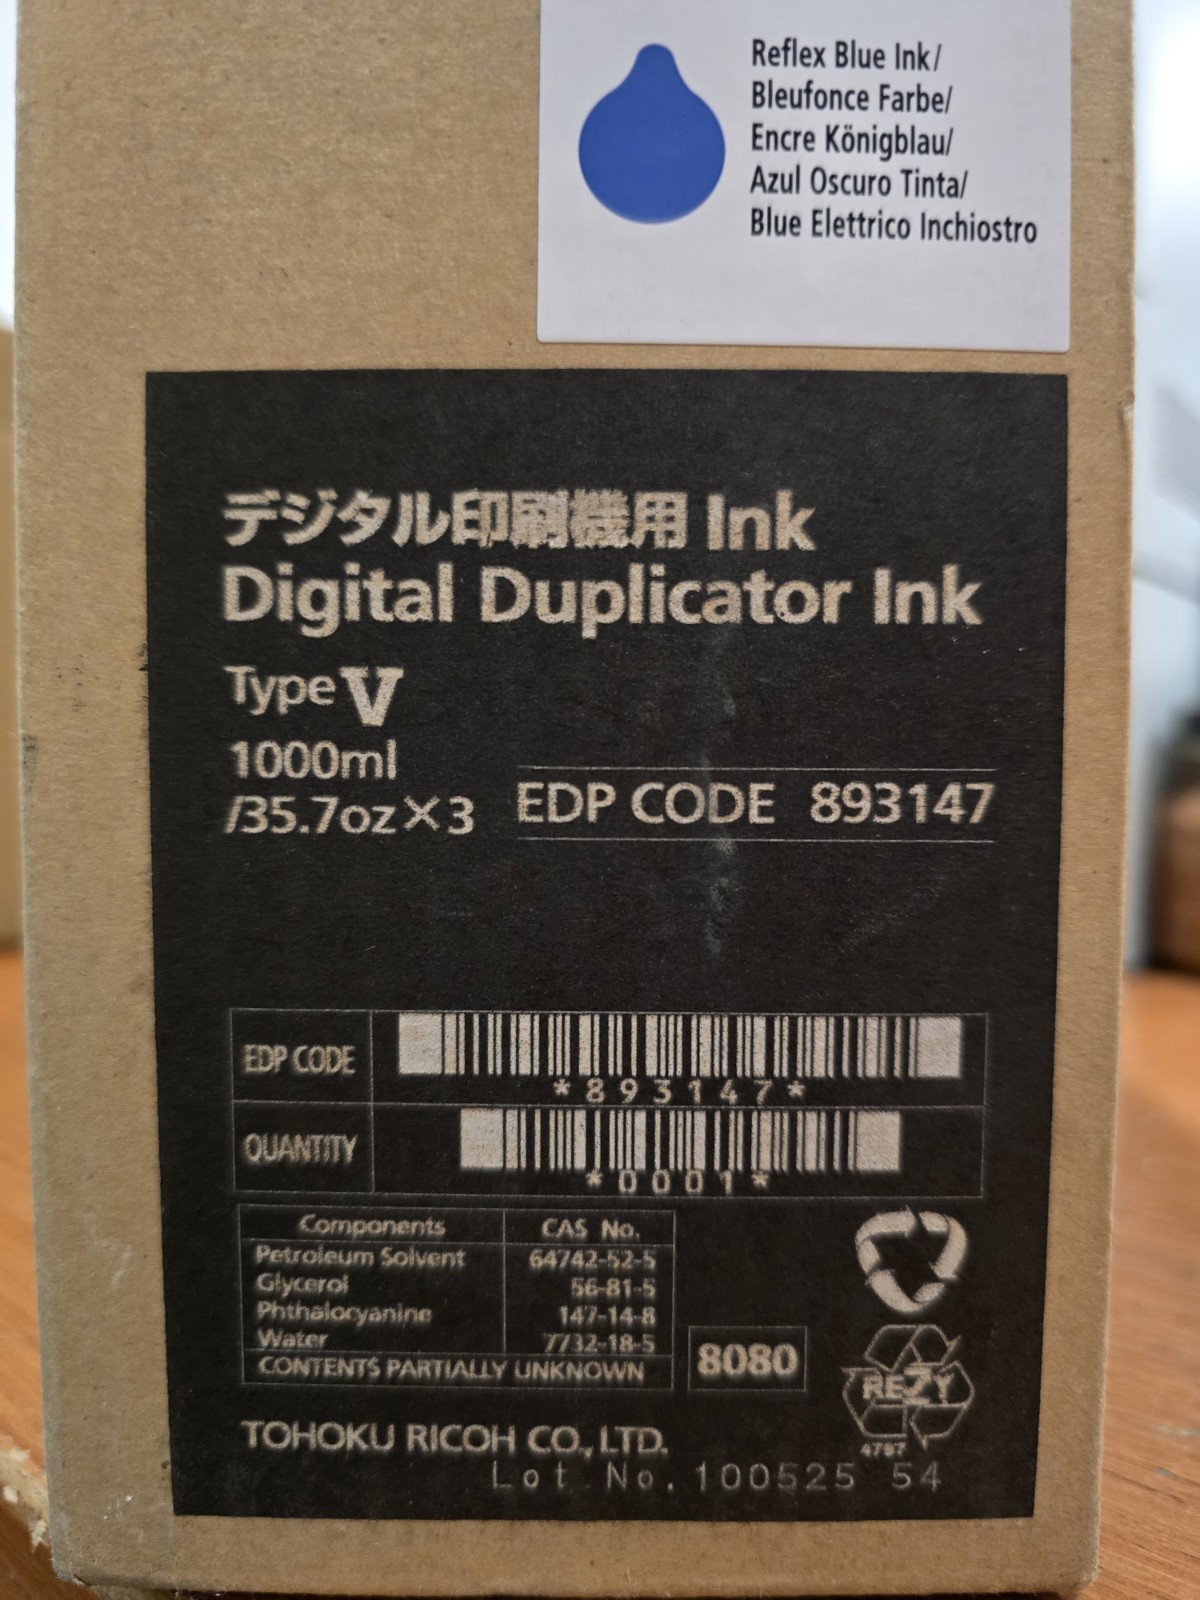 Reflex Blue Ink/
Bleufonce Farbe/
Encre Königblau/
Azul Oscuro Tinta/
Blue Elettrico Inchiostro
デジタル印刷機用 Ink
Digital Duplicator Ink
Type V
1000ml
/35.7oz×3
EDP CODE 893147
EDP CODE
*893147*
QUANTITY
*0001*
Components CAS No.
Petroleum Solvent 64742-52-5
Glycerol 56-81-5
Phthalocyanine 147-14-8
Water 7732-18-5
CONTENTS PARTIALLY UNKNOWN
8080
REZY
4797
TOHOKU RICOH CO., LTD.
Lot No. 100525 54